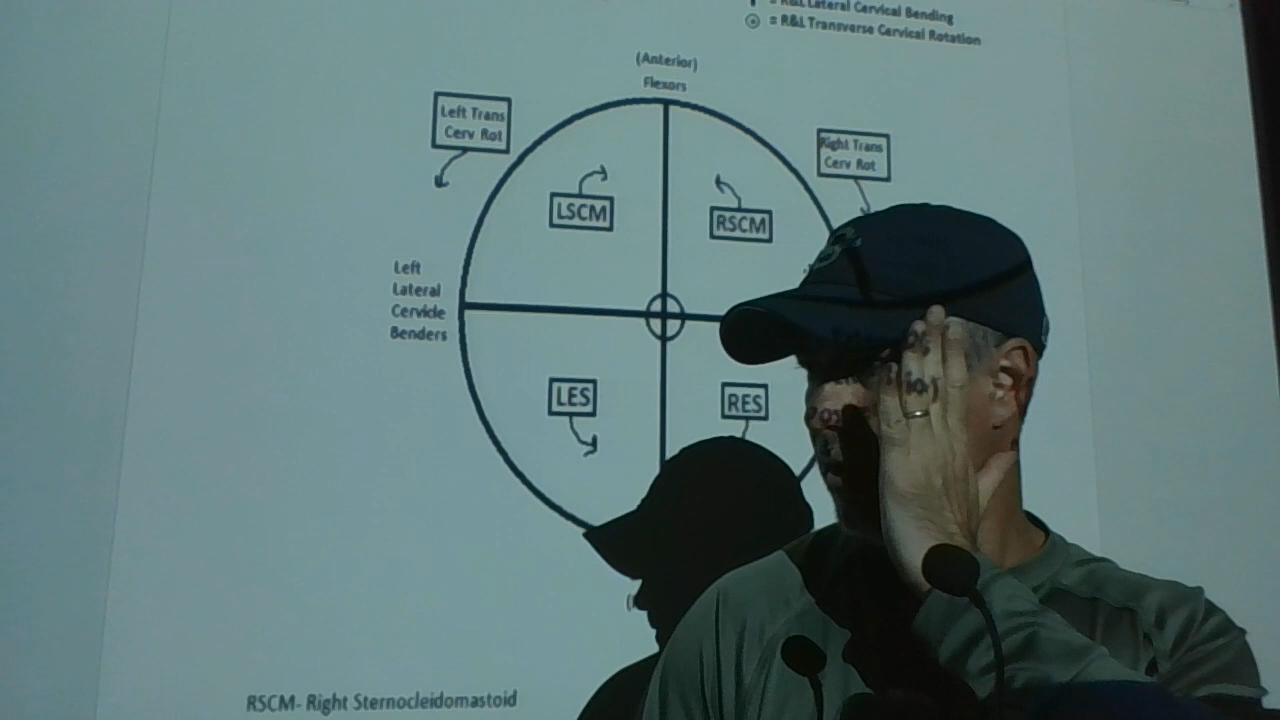 = R&L Lateral Cervical Bending
= R&L Transverse Cervical Rotation
(Anterior)
Flexors
Left Trans
Cerv Rot
Right Trans
Cerv Rot
LSCM
RSCM
Left
Lateral
Cervicle
Benders
LES
RES
RSCM- Right Sternocleidomastoid